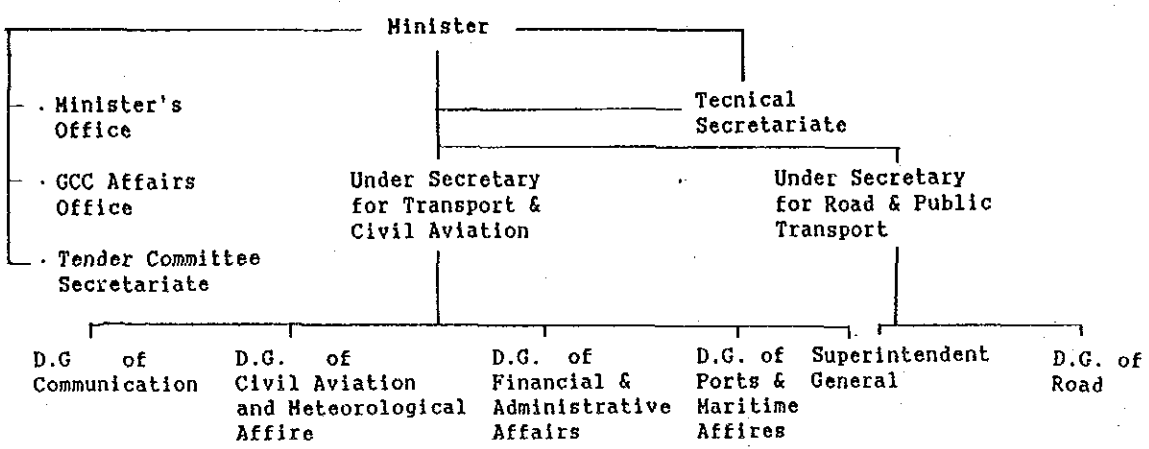 Minister
· Minister's
Office
Tecnical
Secretariate
· GCC Affairs
Office
Under Secretary
for Transport &
Civil Aviation
Under Secretary
for Road & Public
Transport
· Tender Committee
Secretariate
D.G of
Communication
D.G. of
Civil Aviation
and Meteorological
Affire
D.G. of
Financial &
Administrative
Affairs
D.G. of
Ports &
Maritime
Affires
Superintendent
General
D.G. of
Road